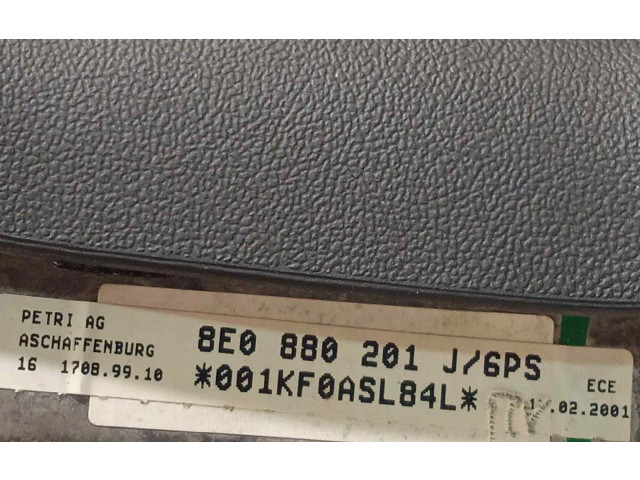 PETRI AG
ASCHAFFENBURG
16 1708.99.10
8E0 880 201 J/6PS
*001KF0ASL84L*
ECE
.02.2001